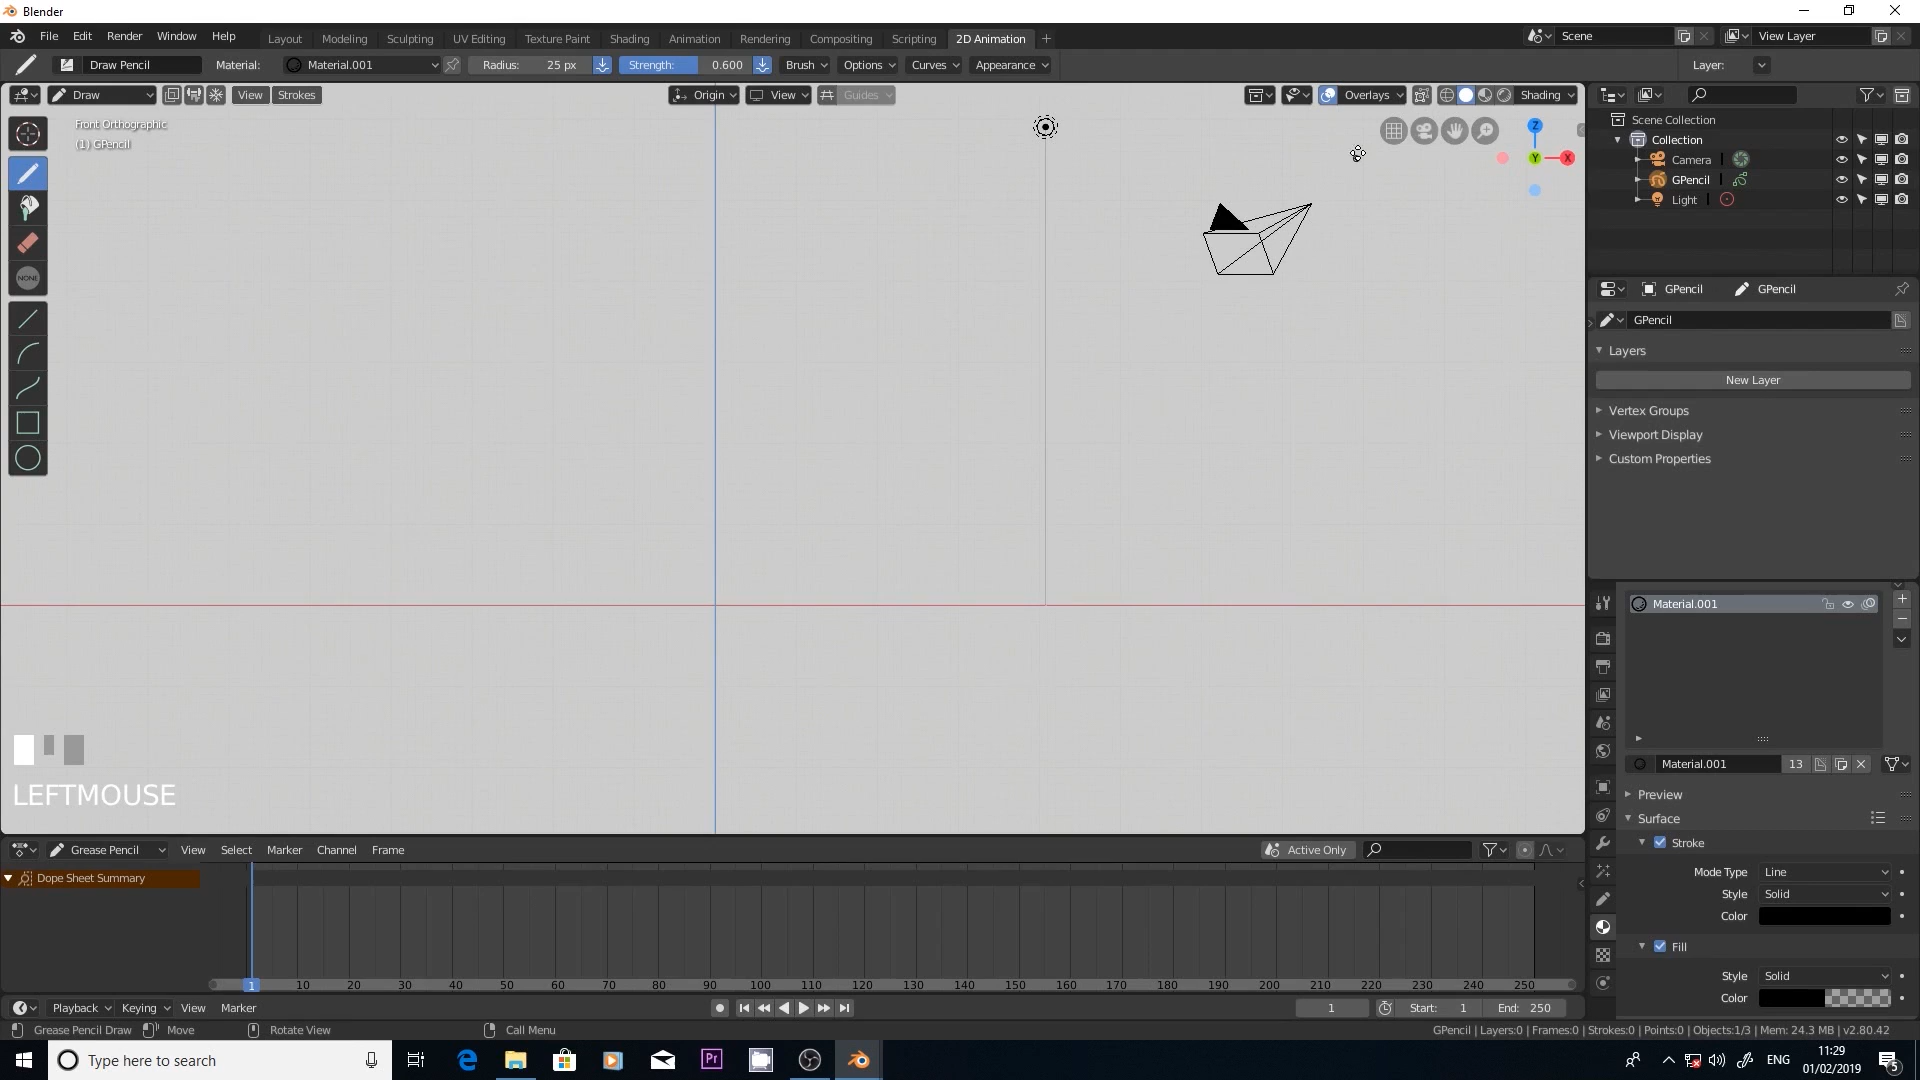 Blender
File Edit Render Window Help Layout Modeling Sculpting UV Editing Texture Paint Shading Animation Rendering Compositing Scripting 2D Animation + Scene View Layer
Draw Pencil Material: Material.001 Radius: 25 px Strength: 0.600 Brush Options Curves Appearance Layer:
Draw View Strokes Origin View Guides Overlays Shading
Front Orthographic
(1) GPencil
NONE
Z
Y X
LEFTMOUSE
Scene Collection
Collection
Camera
GPencil
Light
GPencil GPencil
GPencil
Layers
New Layer
Vertex Groups
Viewport Display
Custom Properties
Material.001
Material.001 13
Preview
Surface
Stroke
Mode Type Line
Style Solid
Color
Fill
Style Solid
Color
Grease Pencil View Select Marker Channel Frame Active Only
Dope Sheet Summary
1 10 20 30 40 50 60 70 80 90 100 110 120 130 140 150 160 170 180 190 200 210 220 230 240 250
Playback Keying View Marker 1 Start: 1 End: 250
Grease Pencil Draw Move Rotate View Call Menu GPencil | Layers:0 | Frames:0 | Strokes:0 | Points:0 | Objects:1/3 | Mem: 24.3 MB | v2.80.42
Type here to search Pr ENG 11:29
01/02/2019 5